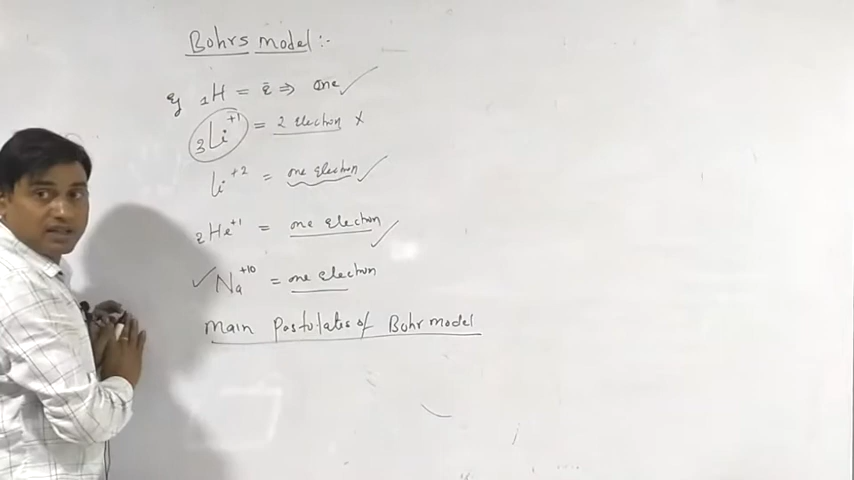 Bohrs model :-
eg 1H = ē ⇒ one ✓
3Li+1 = 2 electron ×
Li+2 = one electron ✓
2He+1 = one electron ✓
✓ Na+10 = one electron
main Postulates of Bohr model